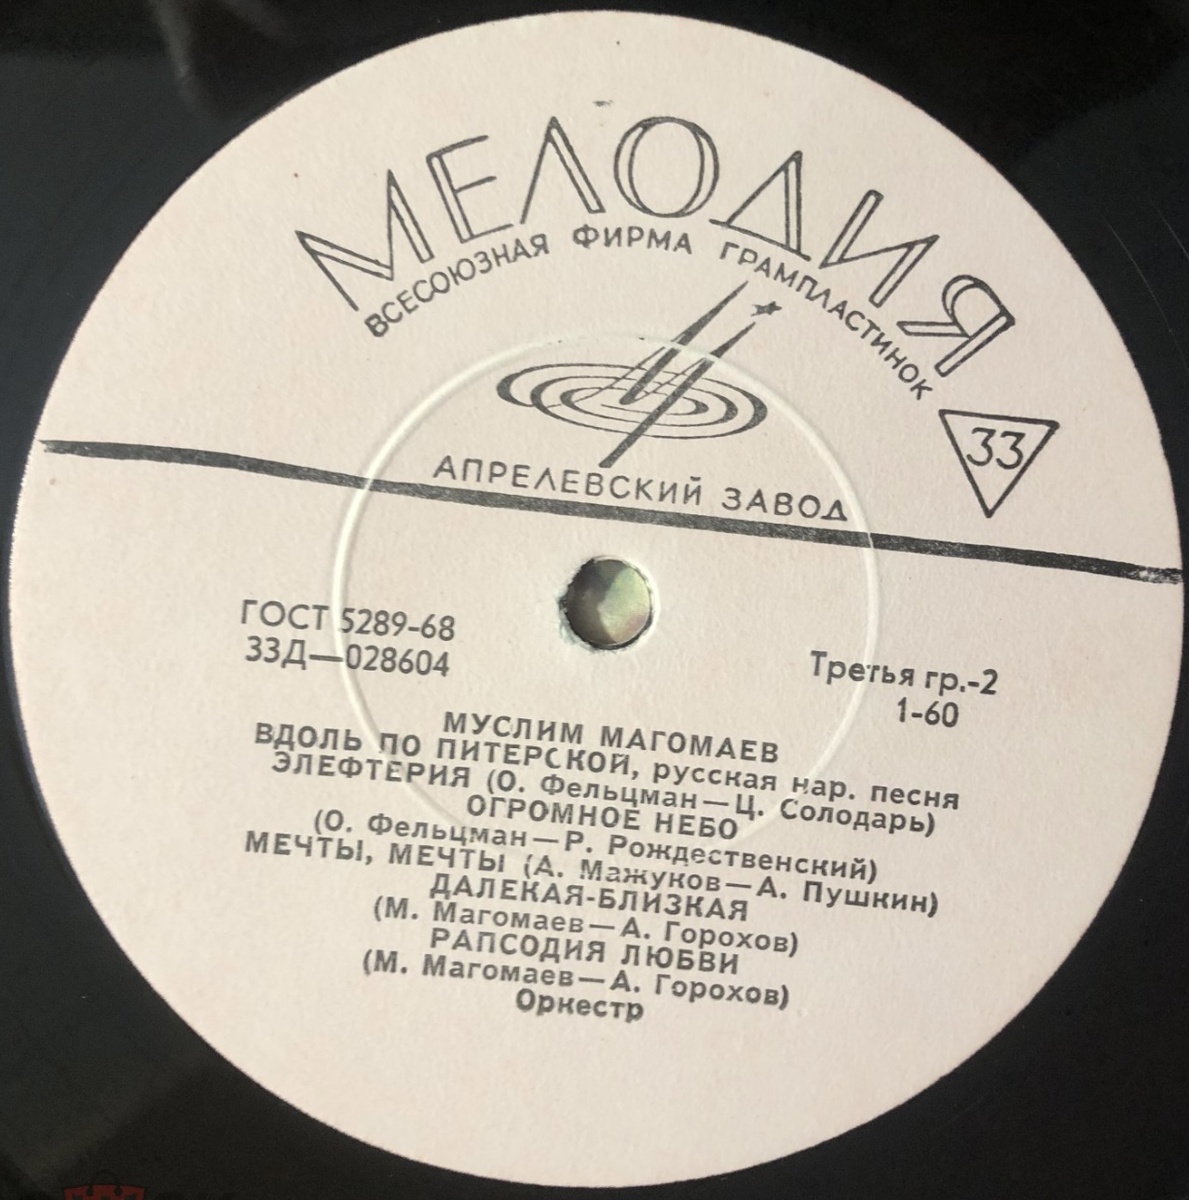 МЕЛОДИЯ
ВСЕСОЮЗНАЯ ФИРМА ГРАМПЛАСТИНОК
33
АПРЕЛЕВСКИЙ ЗАВОД
ГОСТ 5289-68
33Д—028604
Третья гр.-2
1-60
МУСЛИМ МАГОМАЕВ
ВДОЛЬ ПО ПИТЕРСКОЙ, русская нар. песня
ЭЛЕФТЕРИЯ (О. Фельцман—Ц. Солодарь)
ОГРОМНОЕ НЕБО
(О. Фельцман—Р. Рождественский)
МЕЧТЫ, МЕЧТЫ (А. Мажуков—А. Пушкин)
ДАЛЕКАЯ-БЛИЗКАЯ
(М. Магомаев—А. Горохов)
РАПСОДИЯ ЛЮБВИ
(М. Магомаев—А. Горохов)
Оркестр